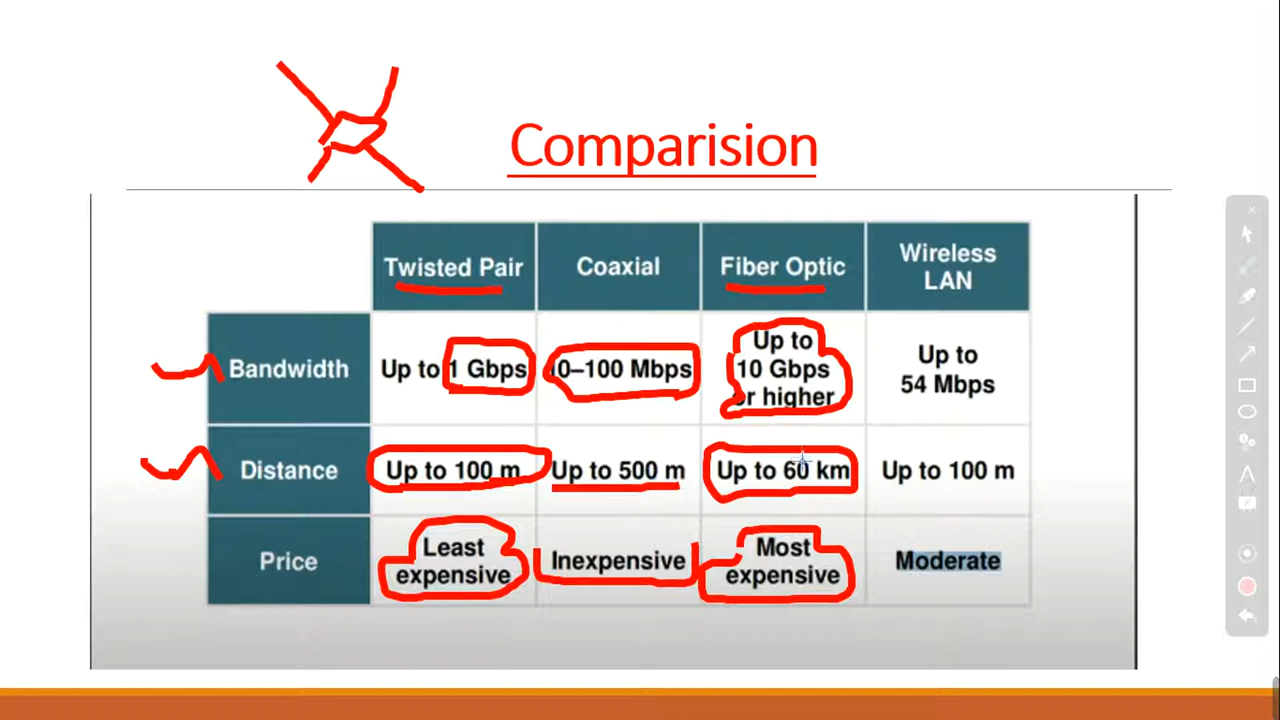 Comparision
Twisted Pair
Coaxial
Fiber Optic
Wireless
LAN
Bandwidth
Up to 1 Gbps
10–100 Mbps
Up to
10 Gbps
or higher
Up to
54 Mbps
Distance
Up to 100 m
Up to 500 m
Up to 60 km
Up to 100 m
Price
Least
expensive
Inexpensive
Most
expensive
Moderate